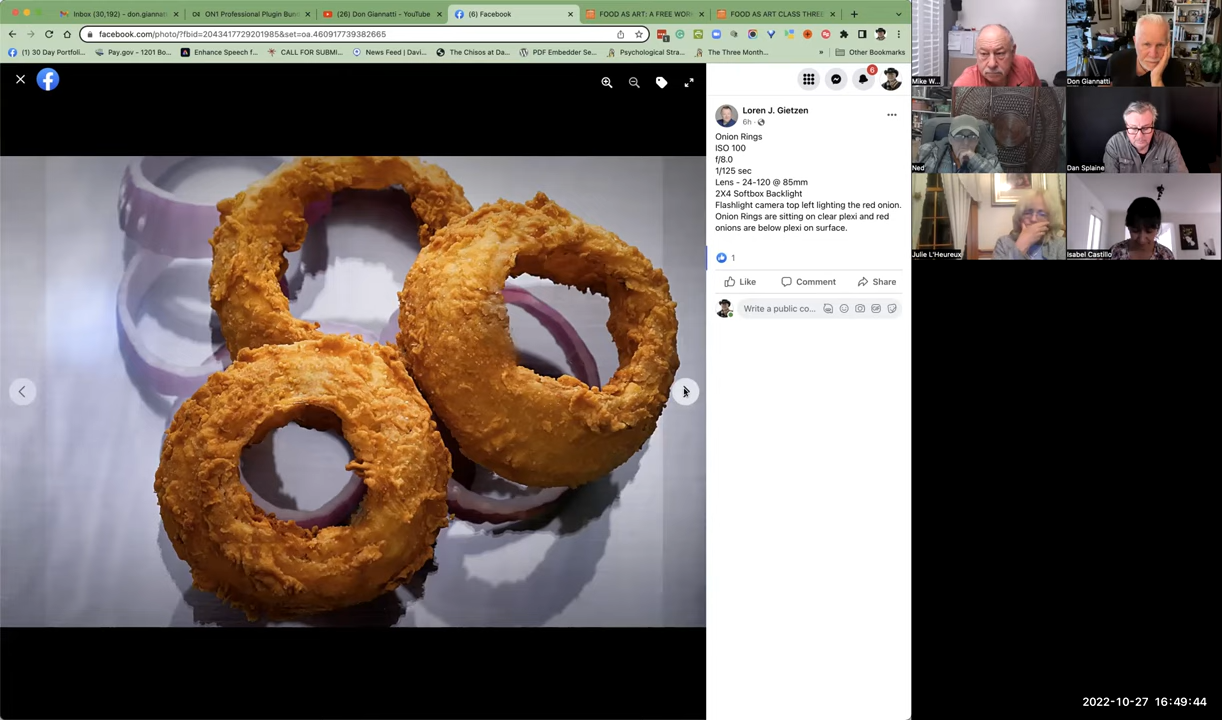 Inbox (30,192) - don.giannat
ON1 Professional Plugin Bun
(26) Don Giannatti - YouTube
(6) Facebook
FOOD AS ART: A FREE WOR
FOOD AS ART CLASS THREE
facebook.com/photo/?fbid=2043417729201985&set=oa.460917739382665
(1) 30 Day Portfoli...
Pay.gov - 1201 Bo...
Enhance Speech f...
CALL FOR SUBMI...
News Feed | Davi...
The Chisos at Da...
PDF Embedder Se...
Psychological Stra...
The Three Month...
»
Other Bookmarks
6
Loren J. Gietzen
6h ·
Onion Rings
ISO 100
f/8.0
1/125 sec
Lens - 24-120 @ 85mm
2X4 Softbox Backlight
Flashlight camera top left lighting the red onion.
Onion Rings are sitting on clear plexi and red
onions are below plexi on surface.
1
Like
Comment
Share
Write a public co...
GIF
Mike W...
Don Giannatti
Ned
Dan Splaine
Julie L'Heureux
Isabel Castillo
2022-10-27 16:49:44